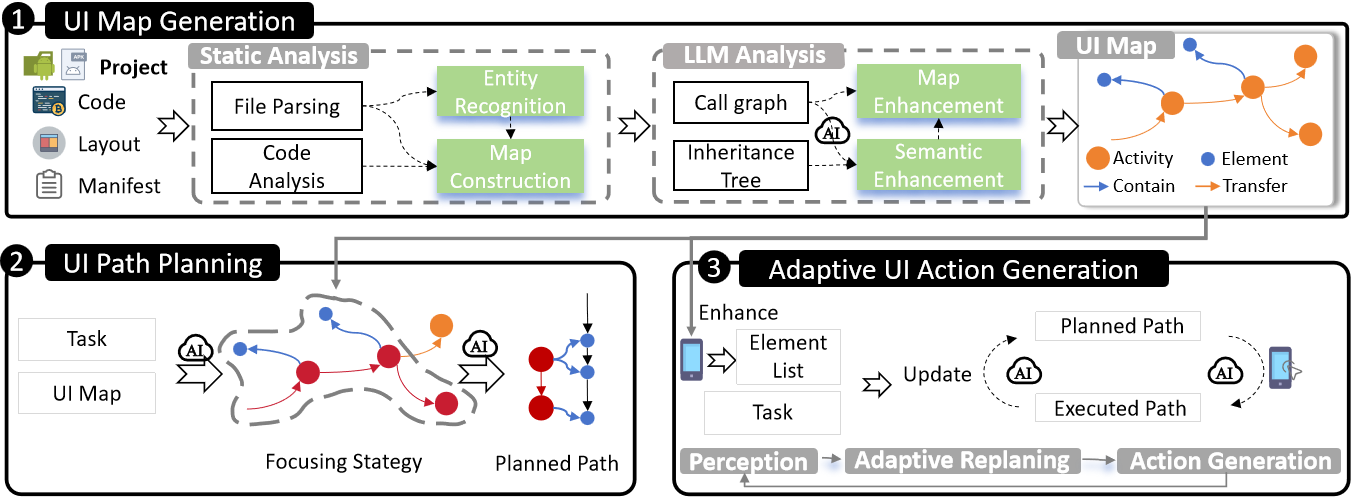 1 UI Map Generation
Project
Code
Layout
Manifest
Static Analysis
File Parsing
Code
Analysis
Entity
Recognition
Map
Construction
LLM Analysis
Call graph
Inheritance
Tree
AI
Map
Enhancement
Semantic
Enhancement
UI Map
Activity
Element
Contain
Transfer
2 UI Path Planning
Task
UI Map
AI
AI
Focusing Stategy
Planned Path
3 Adaptive UI Action Generation
Enhance
Element
List
Task
Update
Planned Path
AI
AI
Executed Path
Perception
Adaptive Replaning
Action Generation